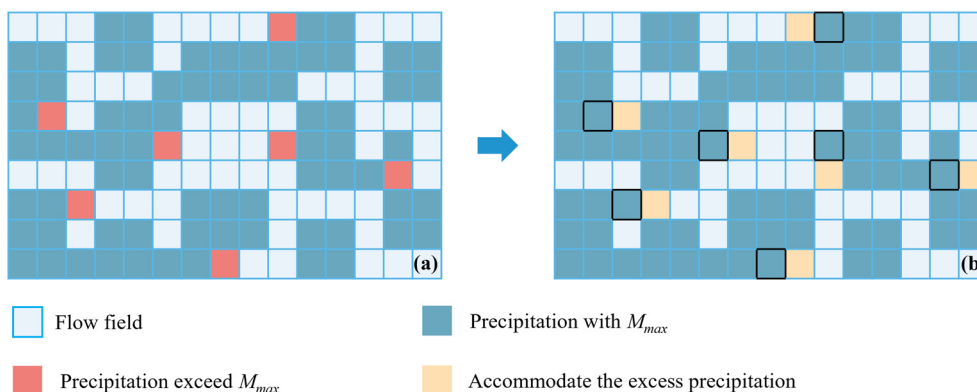 (a)
(b
Flow field
Precipitation with Mmax
Precipitation exceed Mmax
Accommodate the excess precipitation